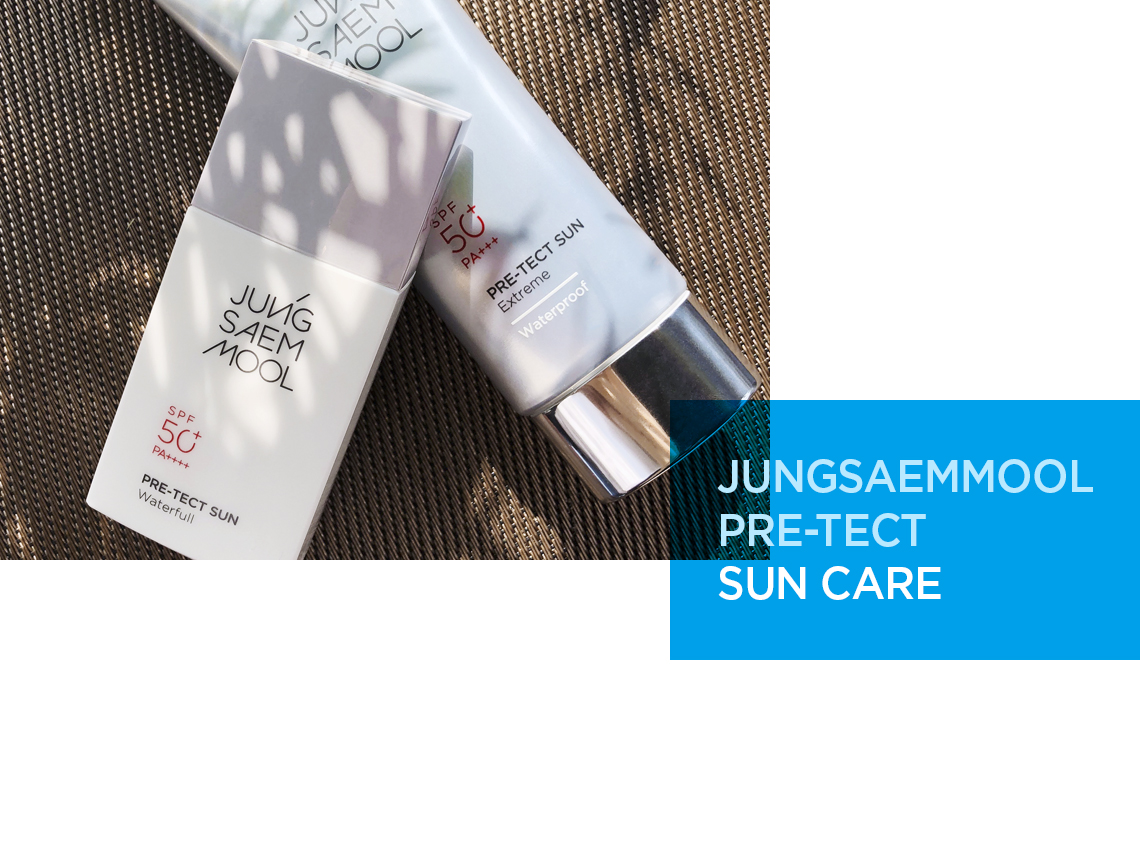 JUNG
SAEM
MOOL
SPF
50+
PA+++
PRE-TECT SUN
Extreme
Waterproof
JUNG
SAEM
MOOL
SPF
50+
PA++++
PRE-TECT SUN
Waterfull
JUNGSAEMMOOL
PRE-TECT
SUN CARE